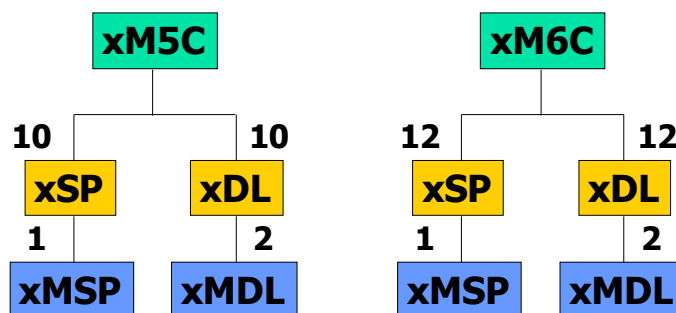 xM5C xM6C
10 10 12 12
xSP xDL xSP xDL
1 2 1 2
xMSP xMDL xMSP xMDL